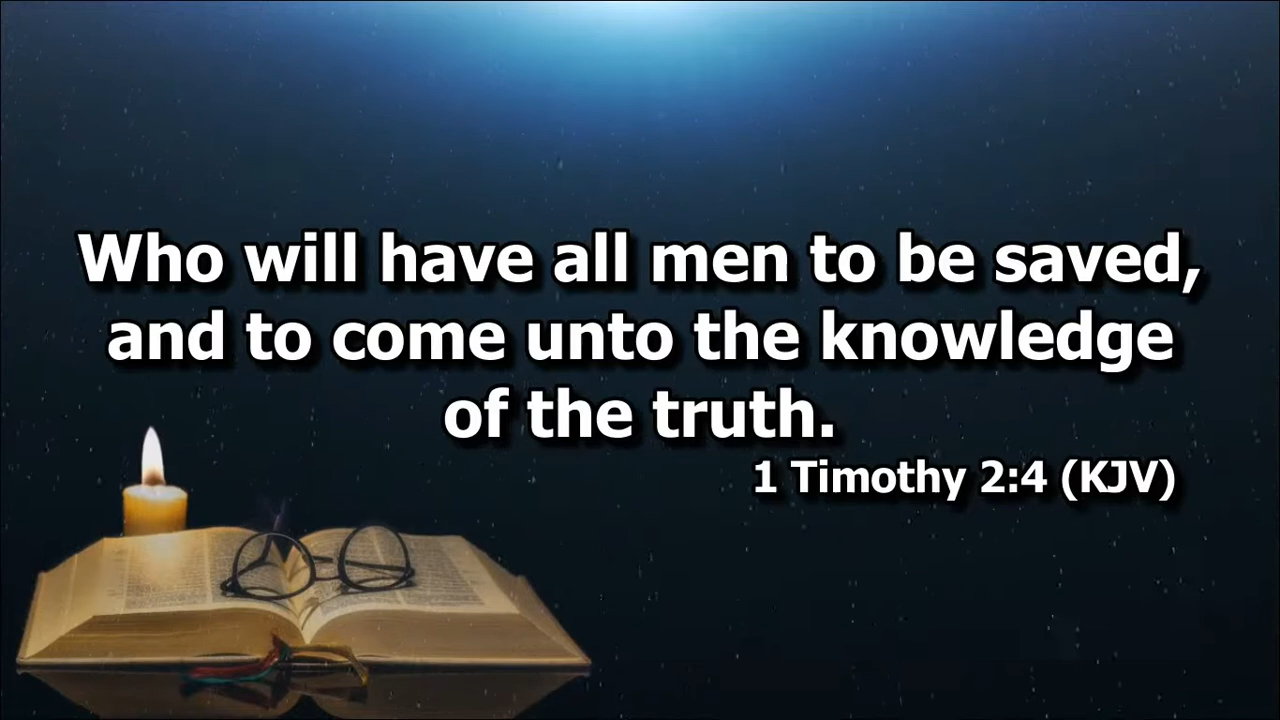 Who will have all men to be saved,
and to come unto the knowledge
of the truth.
1 Timothy 2:4 (KJV)